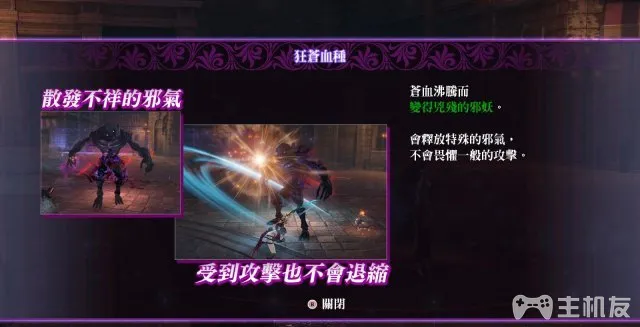 狂蒼血種
散發不祥的邪氣
蒼血沸騰而
變得兇殘的邪妖。
會釋放特殊的邪氣，
不會畏懼一般的攻擊。
受到攻擊也不會退縮
關閉
主机友